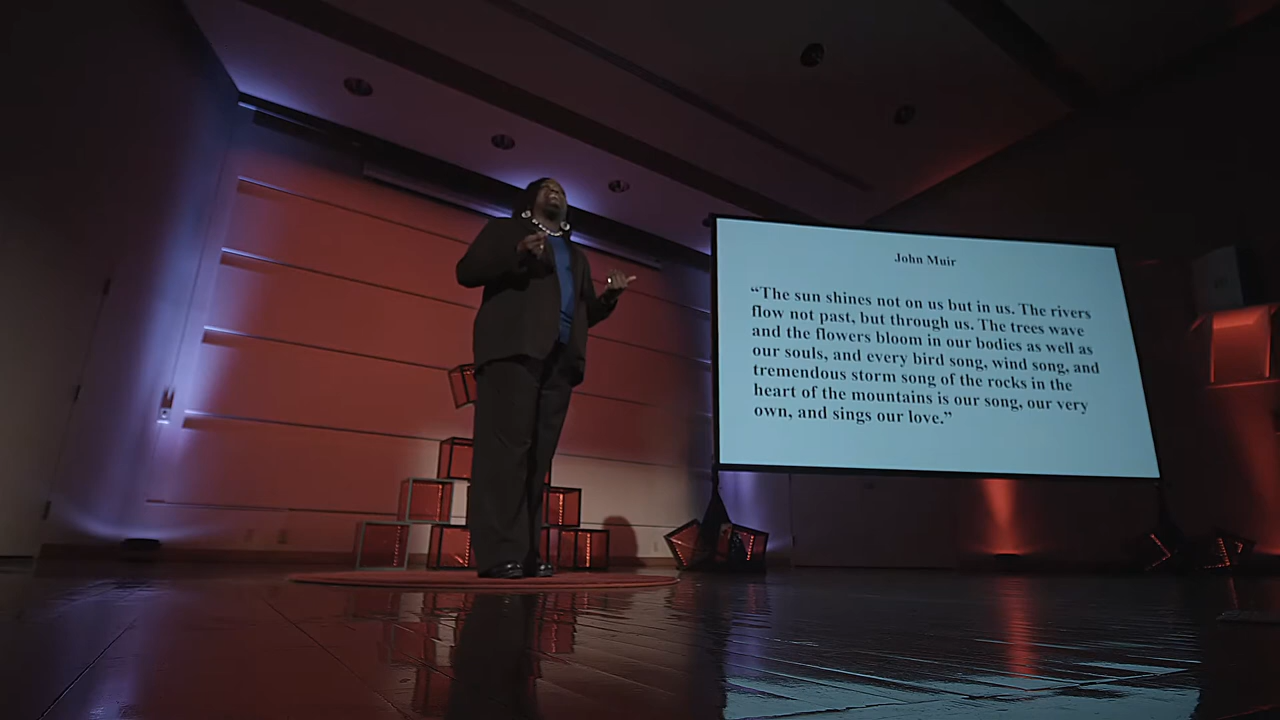 John Muir
“The sun shines not on us but in us. The rivers
flow not past, but through us. The trees wave
and the flowers bloom in our bodies as well as
our souls, and every bird song, wind song, and
tremendous storm song of the rocks in the
heart of the mountains is our song, our very
own, and sings our love.”